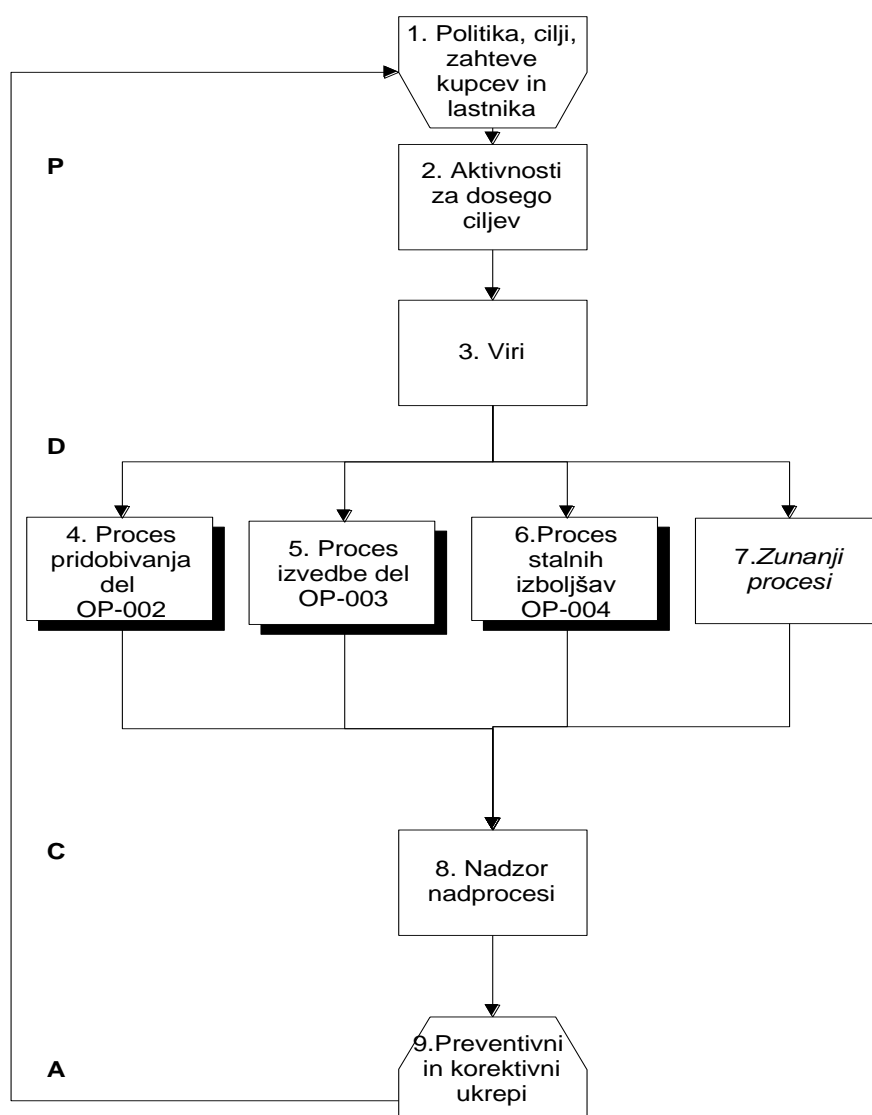 1. Politika, cilji,
zahteve
kupcev in
lastnika
P
2. Aktivnosti
za dosego
ciljev
3. Viri
D
4. Proces
pridobivanja
del
OP-002
5. Proces
izvedbe del
OP-003
6.Proces
stalnih
izboljšav
OP-004
7.Zunanji
procesi
C
8. Nadzor
nadprocesi
9.Preventivni
in korektivni
ukrepi
A